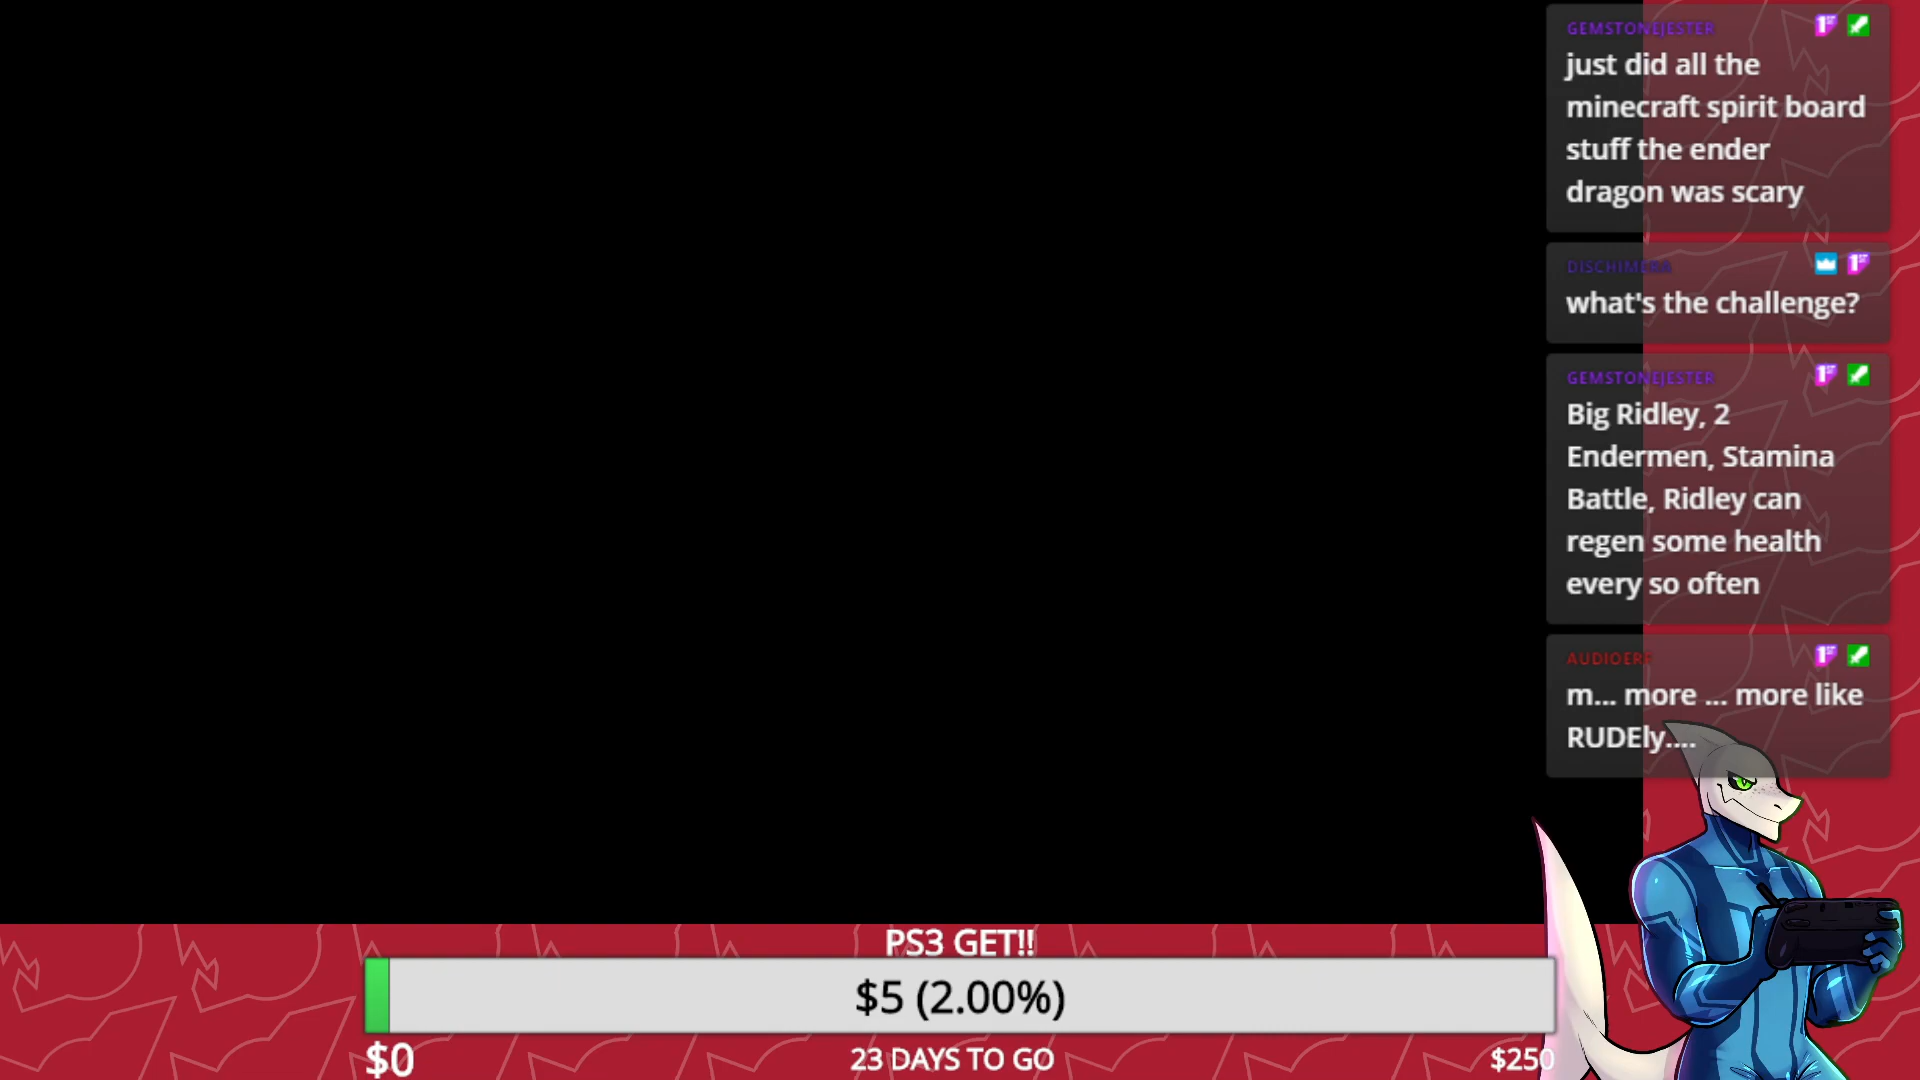 GEMSTONEJESTER
just did all the
minecraft spirit board
stuff the ender
dragon was scary
DISCHIMERA
what's the challenge?
GEMSTONEJESTER
Big Ridley, 2
Endermen, Stamina
Battle, Ridley can
regen some health
every so often
AUDIOERF
m... more ... more like
RUDEly....
PS3 GET!!
$5 (2.00%)
$0
23 DAYS TO GO
$250